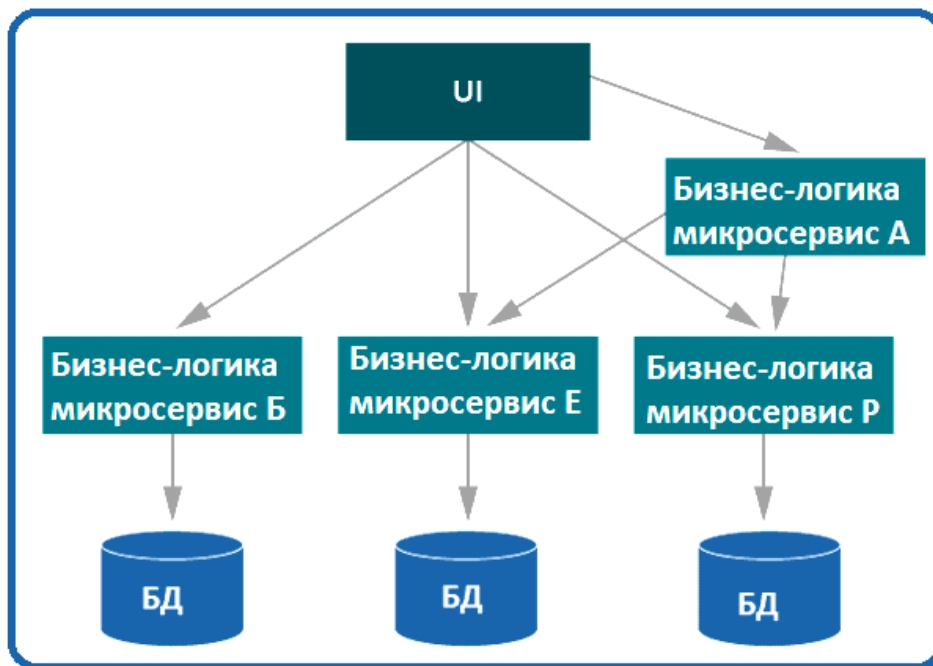 UI
Бизнес-логика
микросервис А
Бизнес-логика
микросервис Б
Бизнес-логика
микросервис Е
Бизнес-логика
микросервис Р
БД
БД
БД